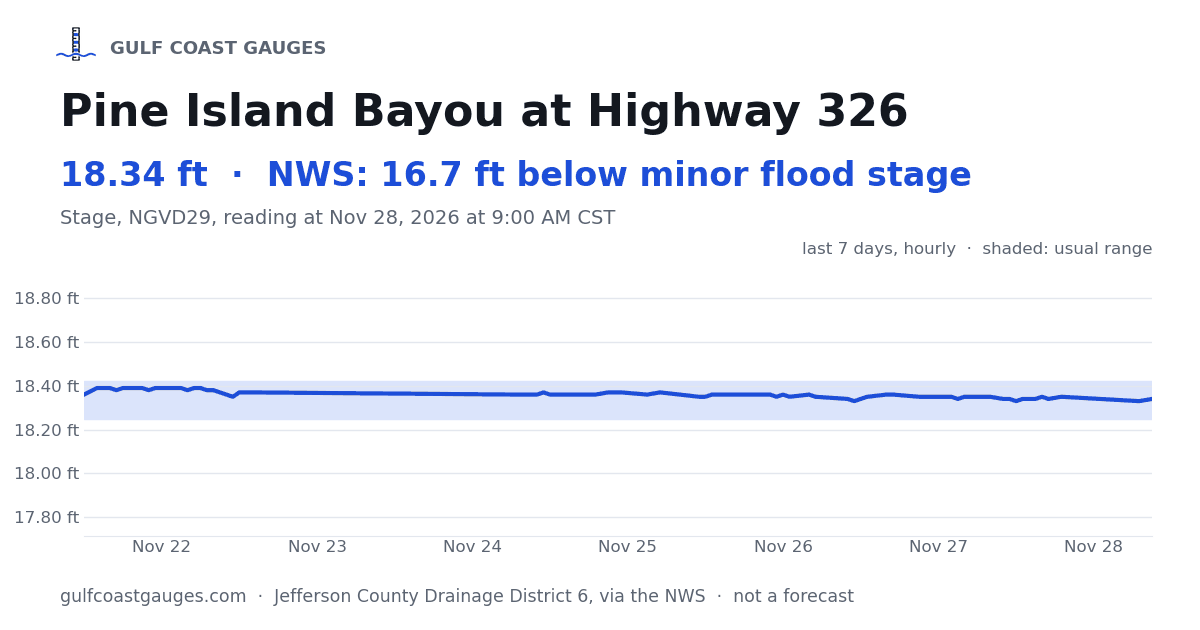 GULF COAST GAUGES
Pine Island Bayou at Highway 326
18.34 ft · NWS: 16.7 ft below minor flood stage
Stage, NGVD29, reading at Nov 28, 2026 at 9:00 AM CST
last 7 days, hourly · shaded: usual range
18.80 ft
18.60 ft
18.40 ft
18.20 ft
18.00 ft
17.80 ft
Nov 22 Nov 23 Nov 24 Nov 25 Nov 26 Nov 27 Nov 28
gulfcoastgauges.com · Jefferson County Drainage District 6, via the NWS · not a forecast